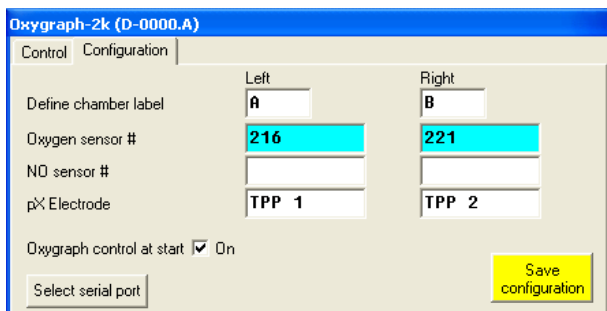 Oxygraph-2k (D-0000.A)
Control Configuration
Left Right
Define chamber label A B
Oxygen sensor # 216 221
NO sensor #
pX Electrode TPP 1 TPP 2
Oxygraph control at start On
Select serial port
Save
configuration